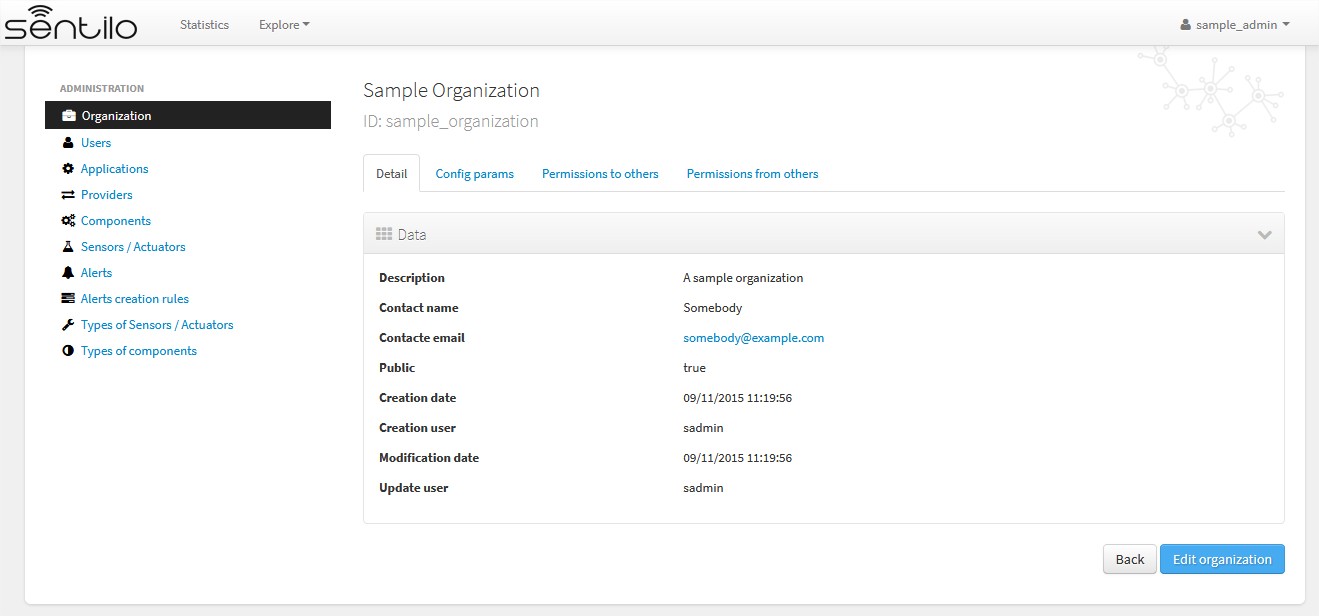 sentilo Statistics Explore sample_admin
ADMINISTRATION
Organization
Users
Applications
Providers
Components
Sensors / Actuators
Alerts
Alerts creation rules
Types of Sensors / Actuators
Types of components
Sample Organization
ID: sample_organization
Detail Config params Permissions to others Permissions from others
Data
Description A sample organization
Contact name Somebody
Contacte email somebody@example.com
Public true
Creation date 09/11/2015 11:19:56
Creation user sadmin
Modification date 09/11/2015 11:19:56
Update user sadmin
Back Edit organization